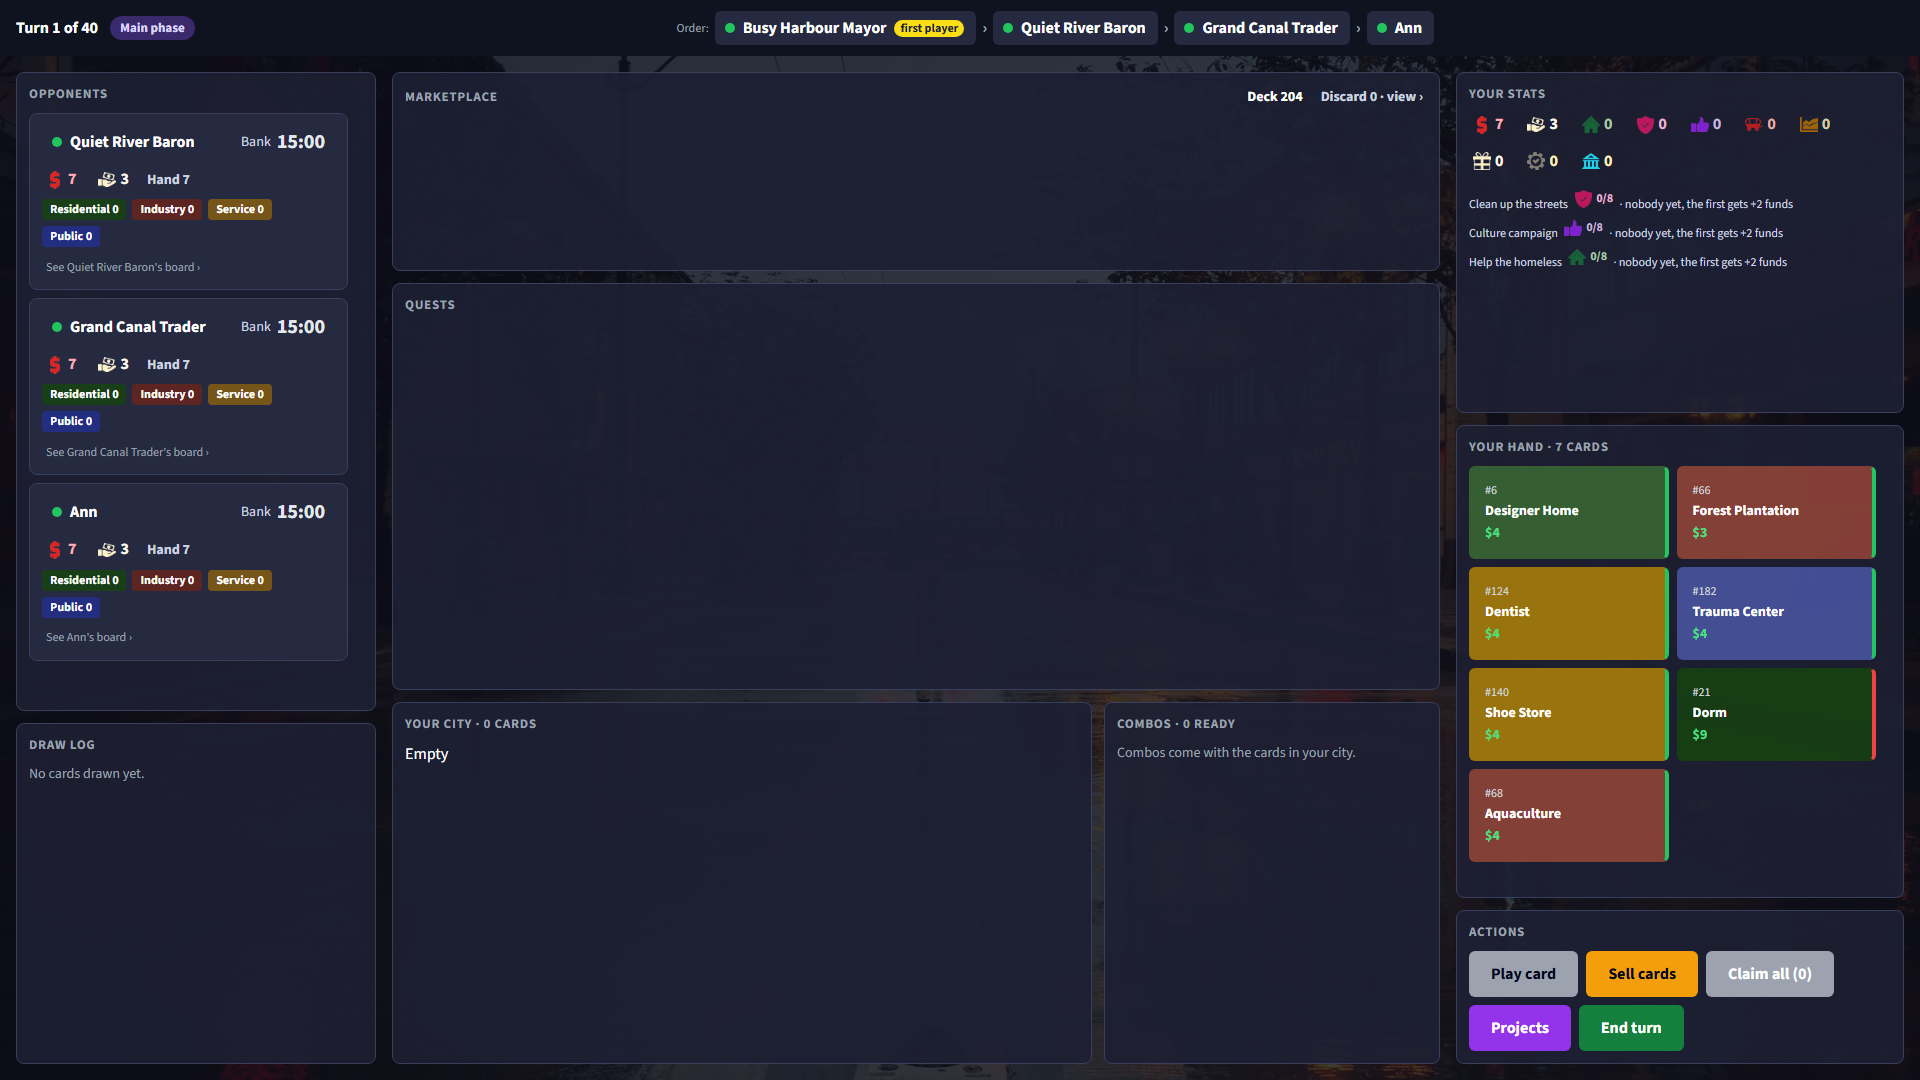 Turn 1 of 40 Main phase
Order: Busy Harbour Mayor first player › Quiet River Baron › Grand Canal Trader › Ann
OPPONENTS
Quiet River Baron Bank 15:00
7 3 Hand 7
Residential 0 Industry 0 Service 0
Public 0
See Quiet River Baron's board ›
Grand Canal Trader Bank 15:00
7 3 Hand 7
Residential 0 Industry 0 Service 0
Public 0
See Grand Canal Trader's board ›
Ann Bank 15:00
7 3 Hand 7
Residential 0 Industry 0 Service 0
Public 0
See Ann's board ›
DRAW LOG
No cards drawn yet.
MARKETPLACE Deck 204 Discard 0 · view ›
QUESTS
YOUR CITY · 0 CARDS
Empty
COMBOS · 0 READY
Combos come with the cards in your city.
YOUR STATS
7 3 0 0 0 0 0
0 0 0
Clean up the streets 0/8 · nobody yet, the first gets +2 funds
Culture campaign 0/8 · nobody yet, the first gets +2 funds
Help the homeless 0/8 · nobody yet, the first gets +2 funds
YOUR HAND · 7 CARDS
#6
Designer Home
$4
#66
Forest Plantation
$3
#124
Dentist
$4
#182
Trauma Center
$4
#140
Shoe Store
$4
#21
Dorm
$9
#68
Aquaculture
$4
ACTIONS
Play card Sell cards Claim all (0)
Projects End turn